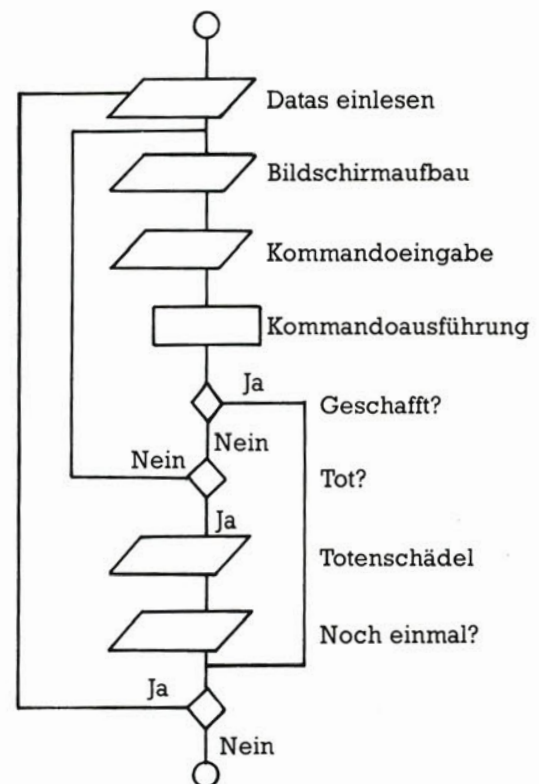 Datas einlesen
Bildschirmaufbau
Kommandoeingabe
Kommandoausführung
Ja
Geschafft?
Nein
Nein
Tot?
Ja
Totenschädel
Noch einmal?
Ja
Nein